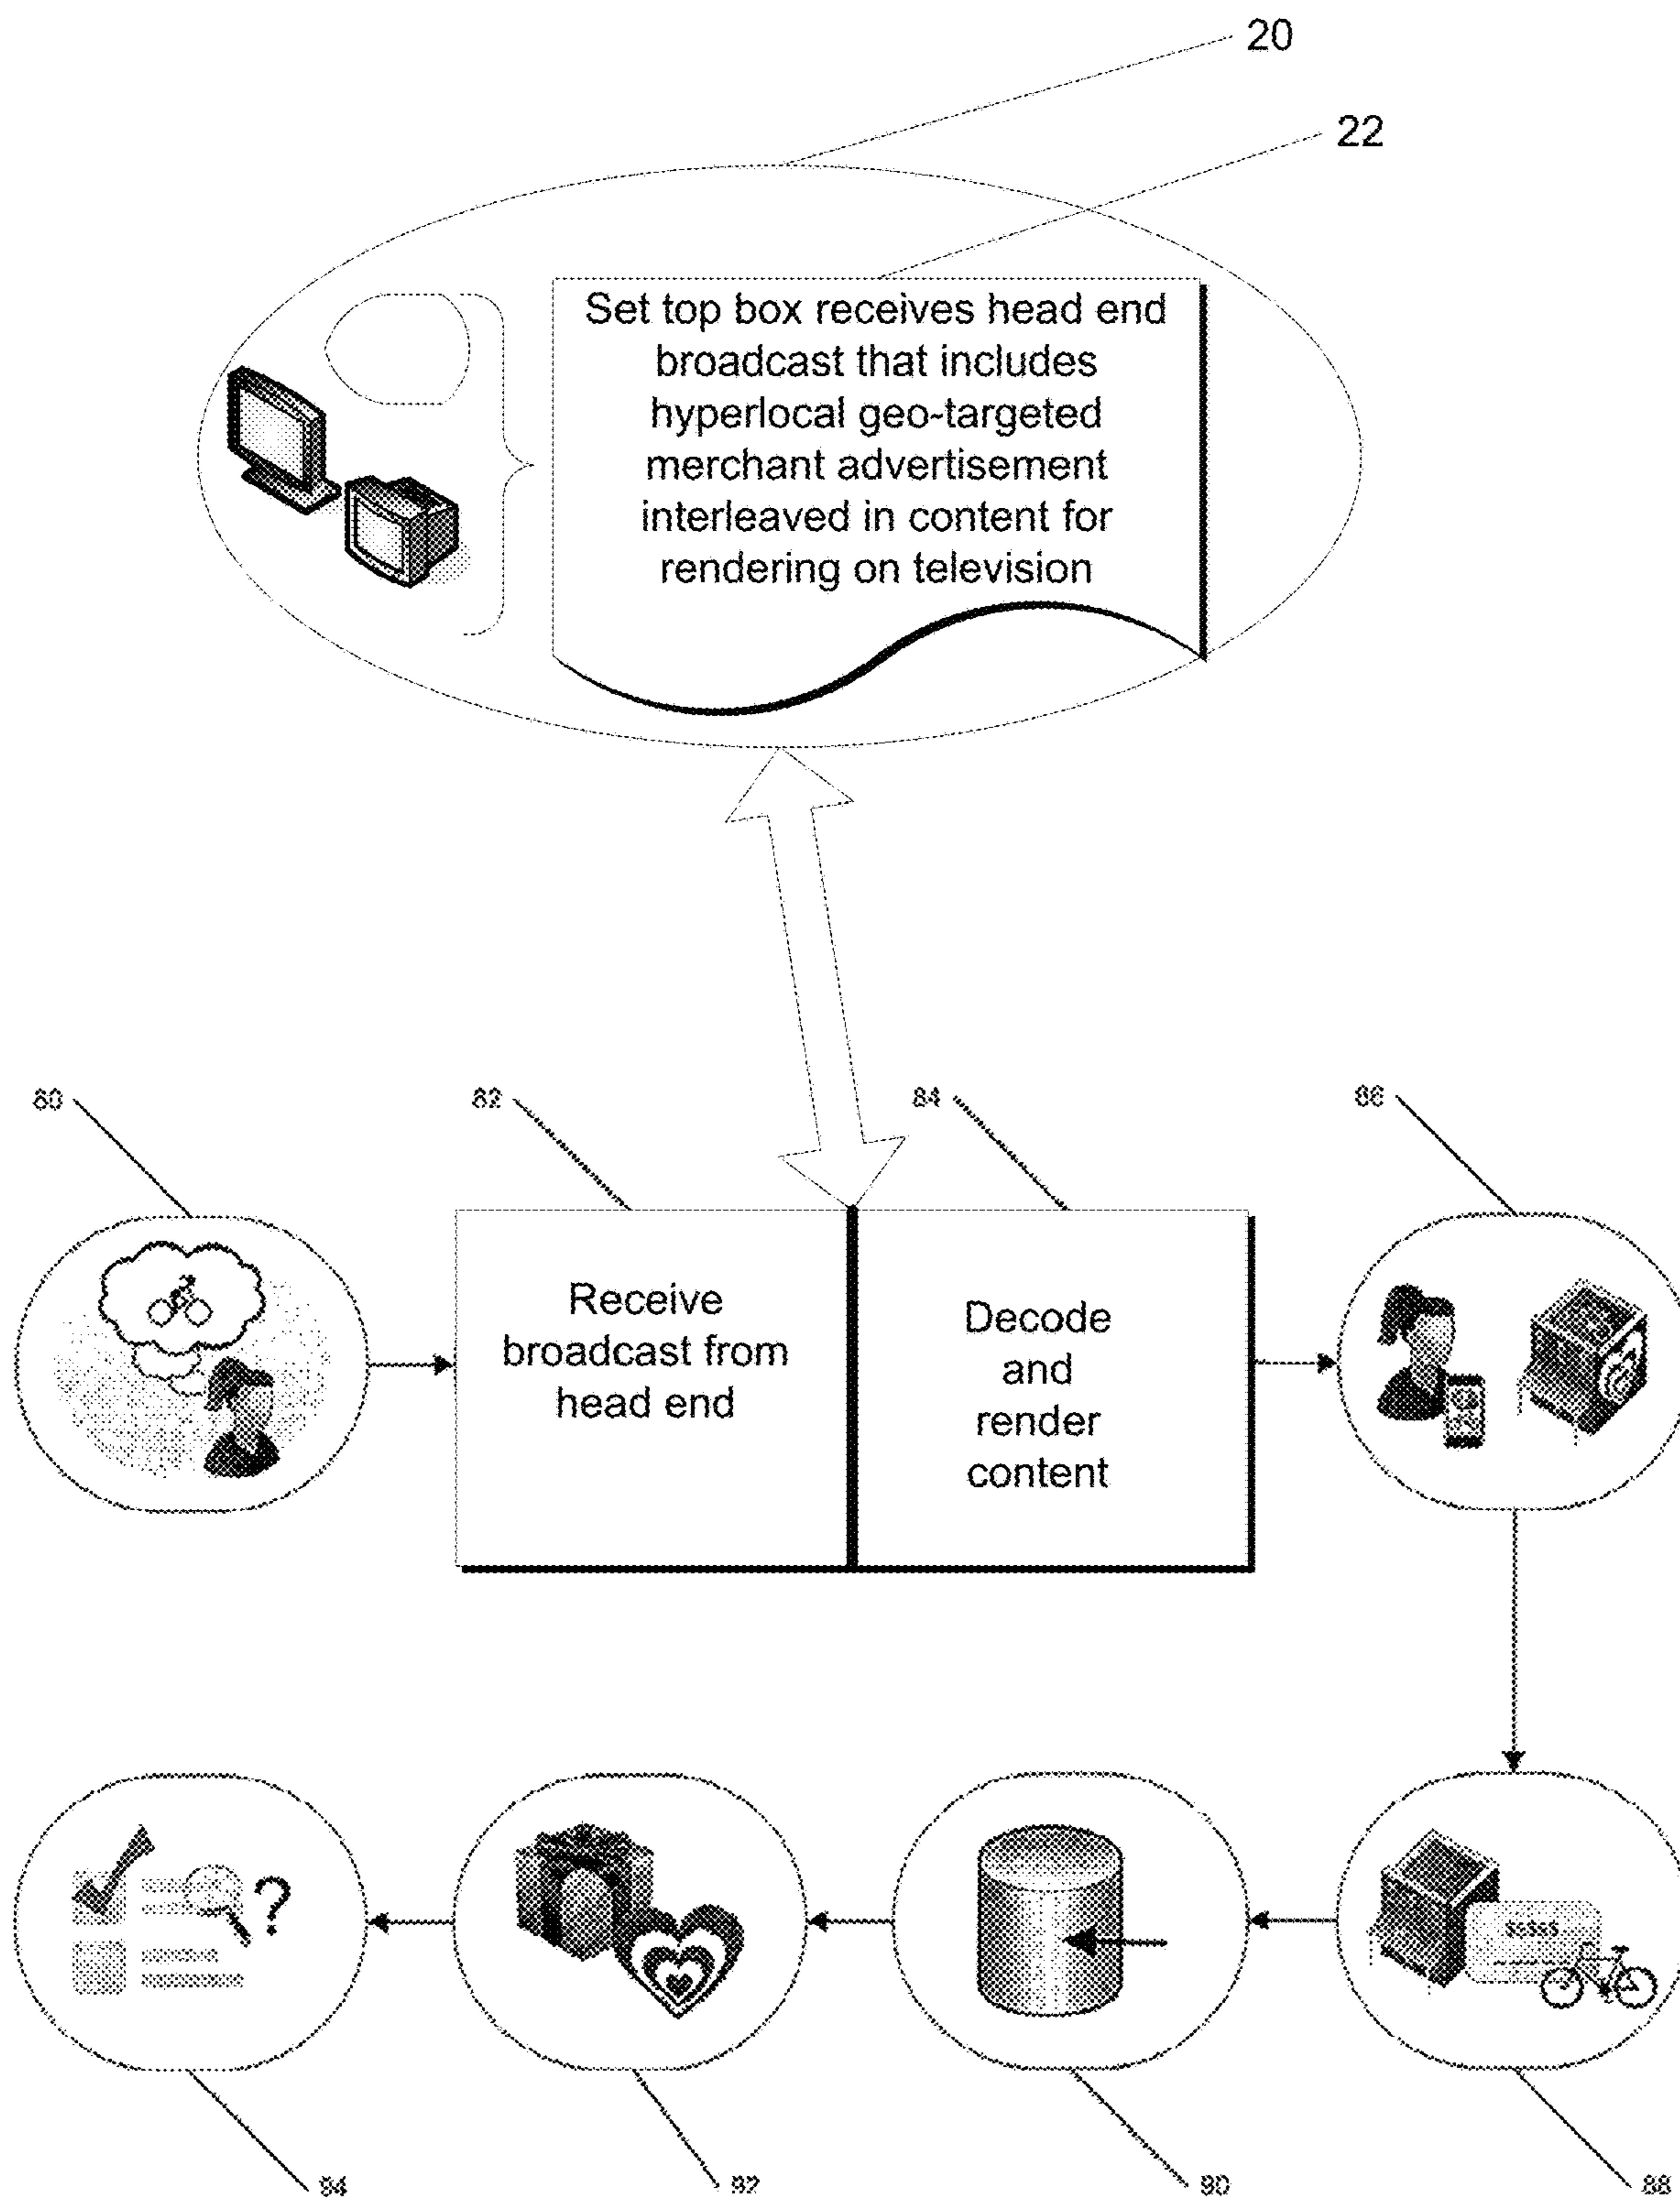 20
22
Set top box receives head end
broadcast that includes
hyperlocal geo-targeted
merchant advertisement
interleaved in content for
rendering on television
80
82
84
86
Receive
broadcast from
head end
Decode
and
render
content
?
$$$$$
94
92
90
88